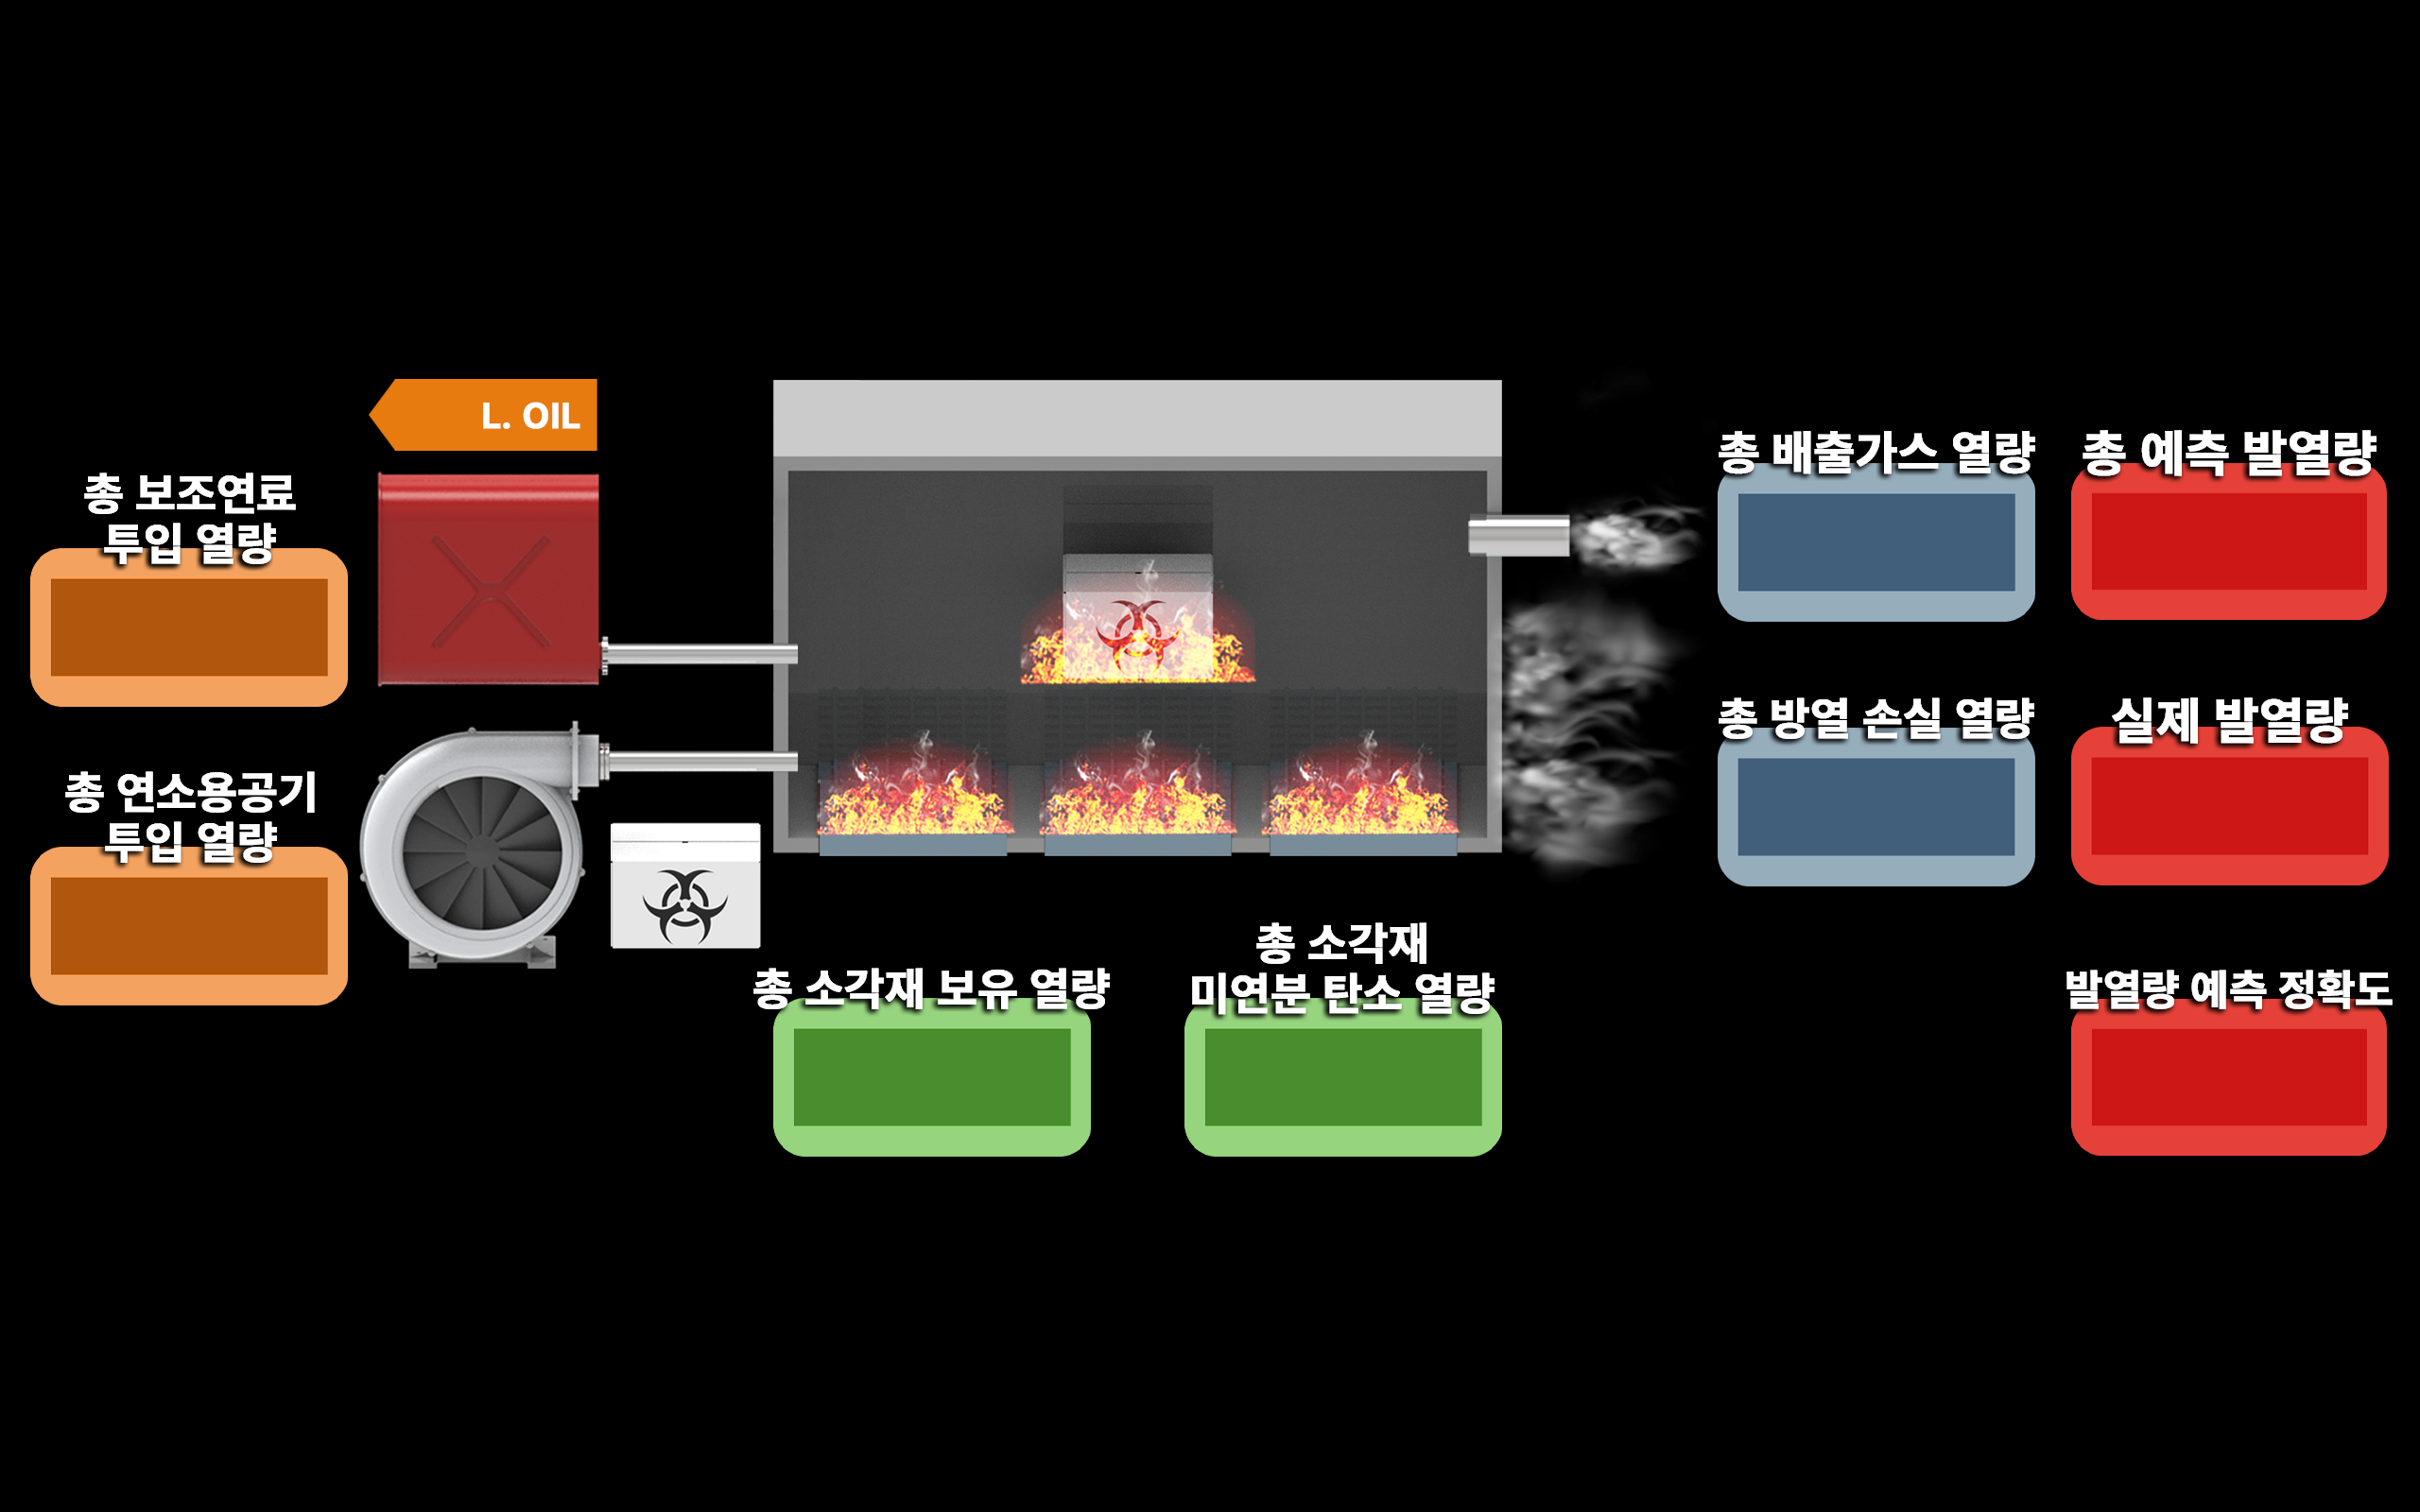 L. OIL
총 보조연료
투입 열량
총 연소용공기
투입 열량
총 소각재 보유 열량
총 소각재
미연분 탄소 열량
총 배출가스 열량
총 예측 발열량
총 방열 손실 열량
실제 발열량
발열량 예측 정확도